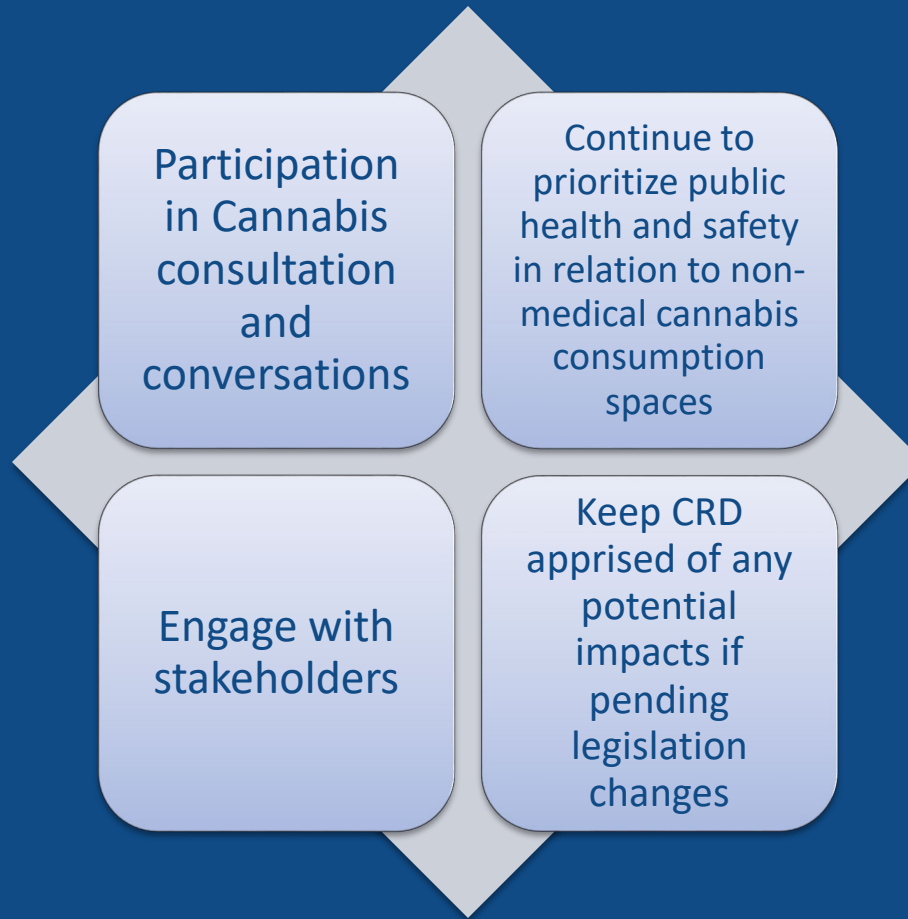 Participation
in Cannabis
consultation
and
conversations
Continue to
prioritize public
health and safety
in relation to non-
medical cannabis
consumption
spaces
Engage with
stakeholders
Keep CRD
apprised of any
potential
impacts if
pending
legislation
changes